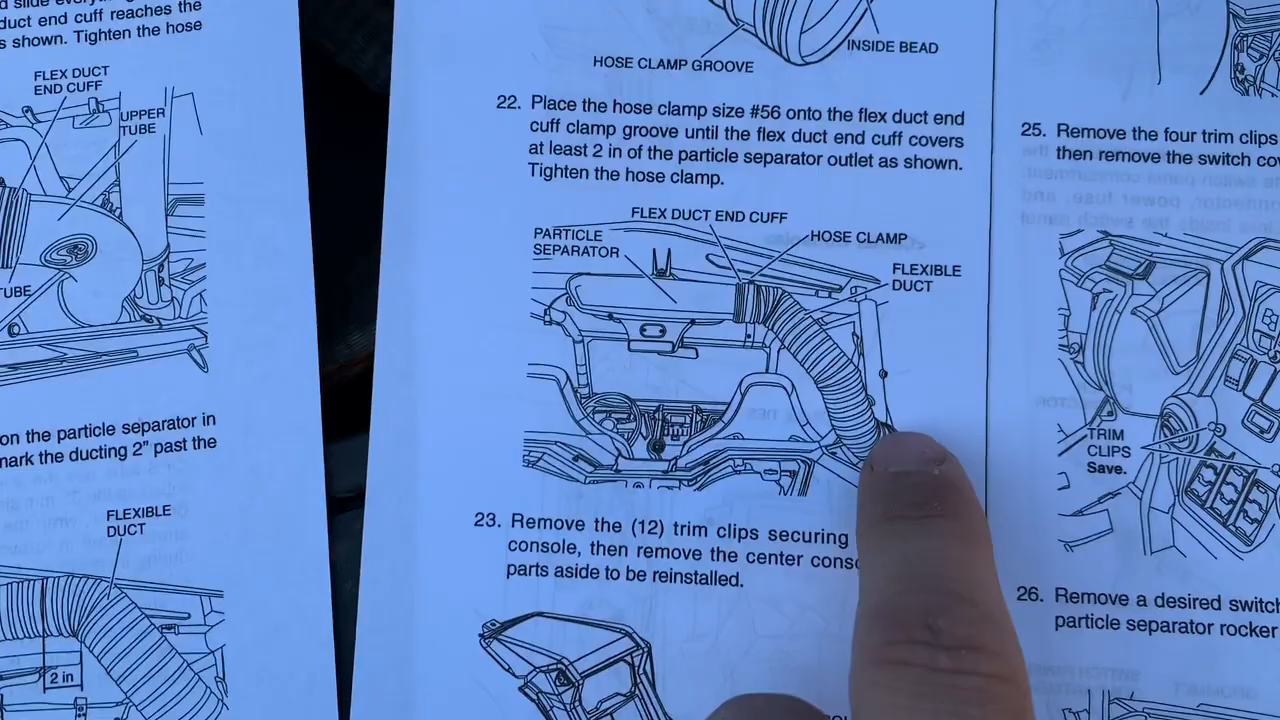 duct end cuff reaches the
s shown. Tighten the hose
FLEX DUCT
END CUFF
UPPER
TUBE
TUBE
on the particle separator in
mark the ducting 2" past the
FLEXIBLE
DUCT
2 in
HOSE CLAMP GROOVE
INSIDE BEAD
22. Place the hose clamp size #56 onto the flex duct end
cuff clamp groove until the flex duct end cuff covers
at least 2 in of the particle separator outlet as shown.
Tighten the hose clamp.
FLEX DUCT END CUFF
PARTICLE
SEPARATOR
HOSE CLAMP
FLEXIBLE
DUCT
23. Remove the (12) trim clips securing
console, then remove the center
parts aside to be reinstalled.
25. Remove the four trim clips
then remove the switch
TRIM
CLIPS
Save.
26. Remove a desired switch
particle separator rocker